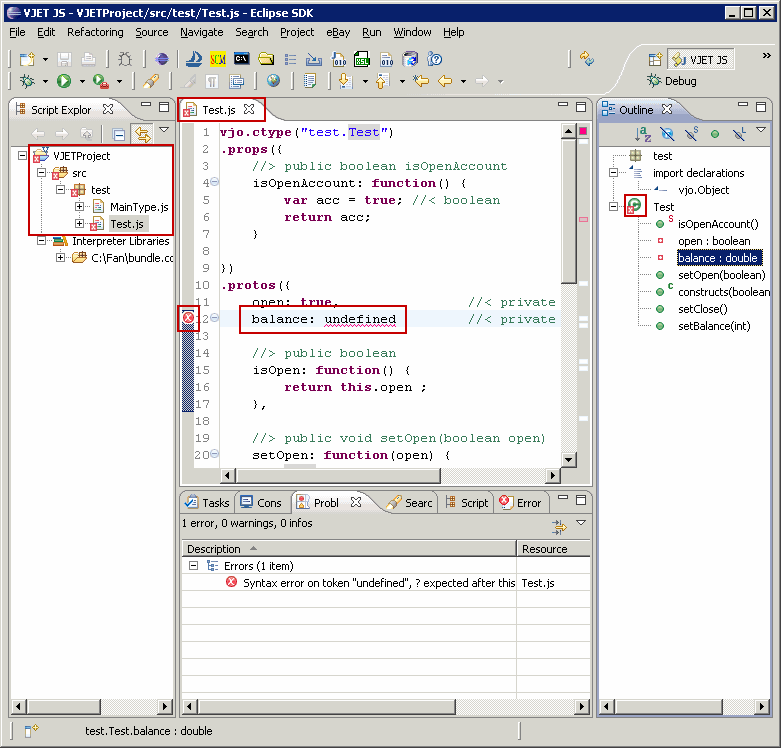 VJET JS - VJETProject/src/test/Test.js - Eclipse SDK
File Edit Refactoring Source Navigate Search Project eBay Run Window Help
VJET JS
Debug
Script Explor
VJETProject
src
test
MainType.js
Test.js
Interpreter Libraries
C:\Fan\bundle.cc
Test.js
1 vjo.ctype("test.Test")
2 .props({
3 //> public boolean isOpenAccount
4 isOpenAccount: function() {
5 var acc = true; //< boolean
6 return acc;
7 }
8
9 })
10 .protos({
11 open: true, //< private
12 balance: undefined //< private
13
14 //> public boolean
15 isOpen: function() {
16 return this.open ;
17 },
18
19 //> public void setOpen(boolean open)
20 setOpen: function(open) {
Outline
test
import declarations
vjo.Object
Test
isOpenAccount()
open : boolean
balance : double
setOpen(boolean)
constructs(boolean
setClose()
setBalance(int)
Tasks Cons Probl Searc Script Error
1 error, 0 warnings, 0 infos
Description Resource
Errors (1 item)
Syntax error on token "undefined", ? expected after this Test.js
test.Test.balance : double